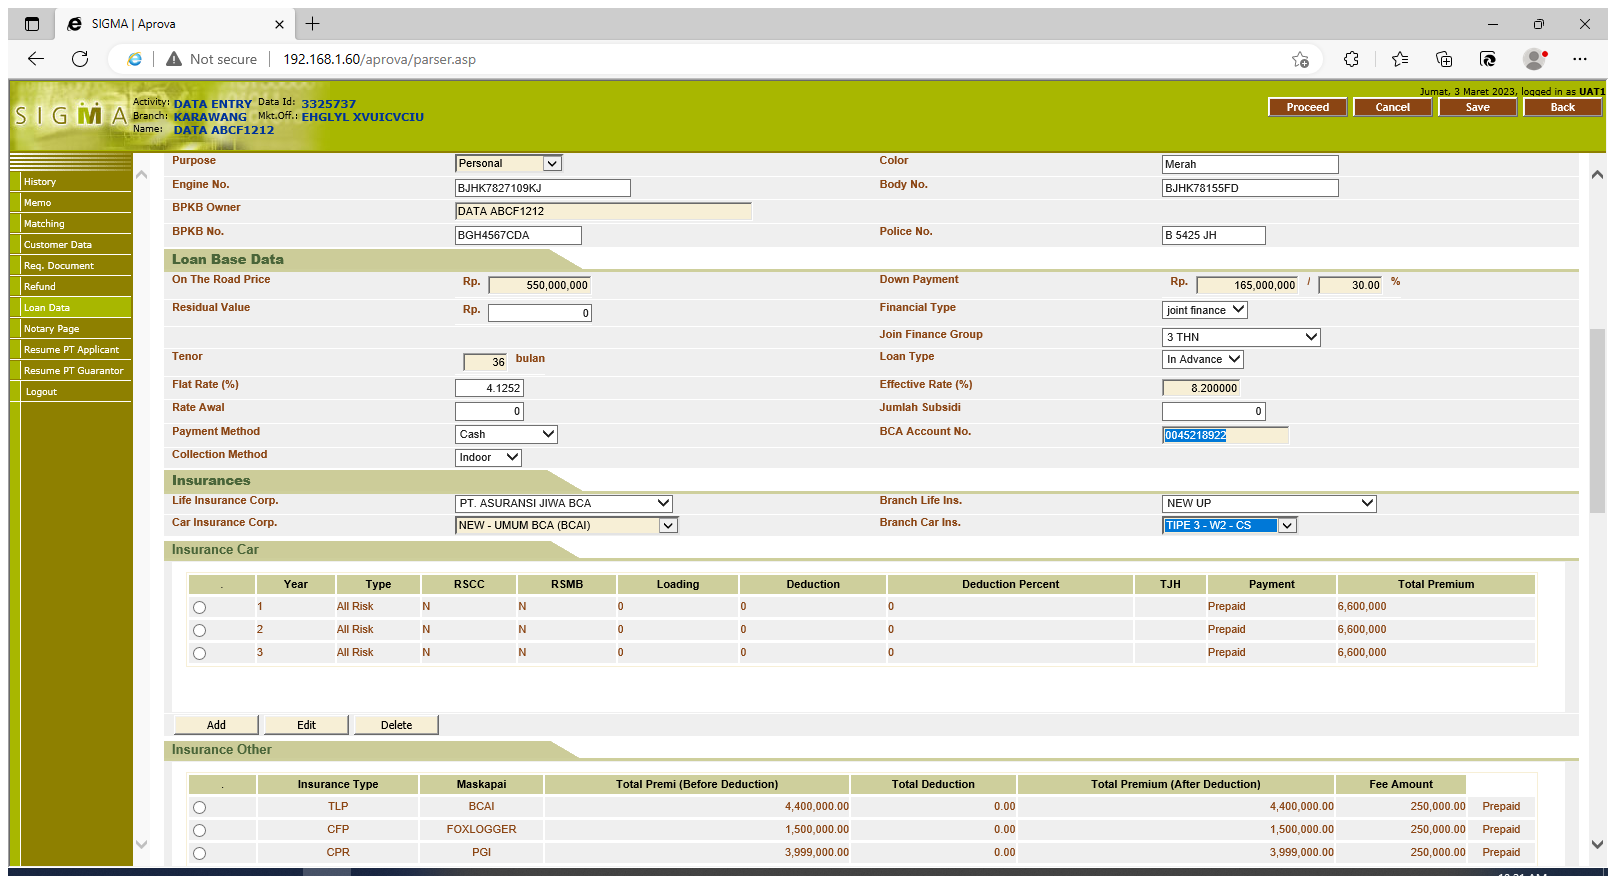 SIGMA | Aprova
Not secure
192.168.1.60/aprova/parser.asp
Jumat, 3 Maret 2023, logged in as UAT1
SIGMA
Activity: DATA ENTRY Data Id: 3325737
Branch: KARAWANG Mkt.Off.: EHGLYL XVUICVCIU
Name: DATA ABCF1212
Proceed Cancel Save Back
History
Memo
Matching
Customer Data
Req. Document
Refund
Loan Data
Notary Page
Resume PT Applicant
Resume PT Guarantor
Logout
Purpose Personal Color Merah
Engine No. BJHK7827109KJ Body No. BJHK78155FD
BPKB Owner DATA ABCF1212
BPKB No. BGH4567CDA Police No. B 5425 JH
Loan Base Data
On The Road Price Rp. 550,000,000 Down Payment Rp. 165,000,000 / 30.00 %
Residual Value Rp. 0 Financial Type joint finance
Join Finance Group 3 THN
Tenor 36 bulan Loan Type In Advance
Flat Rate (%) 4.1252 Effective Rate (%) 8.200000
Rate Awal 0 Jumlah Subsidi 0
Payment Method Cash BCA Account No. 0045218922
Collection Method Indoor
Insurances
Life Insurance Corp. PT. ASURANSI JIWA BCA Branch Life Ins. NEW UP
Car Insurance Corp. NEW - UMUM BCA (BCAI) Branch Car Ins. TIPE 3 - W2 - CS
Insurance Car
. Year Type RSCC RSMB Loading Deduction Deduction Percent TJH Payment Total Premium
1 All Risk N N 0 0 0 Prepaid 6,600,000
2 All Risk N N 0 0 0 Prepaid 6,600,000
3 All Risk N N 0 0 0 Prepaid 6,600,000
Add Edit Delete
Insurance Other
. Insurance Type Maskapai Total Premi (Before Deduction) Total Deduction Total Premium (After Deduction) Fee Amount
TLP BCAI 4,400,000.00 0.00 4,400,000.00 250,000.00 Prepaid
CFP FOXLOGGER 1,500,000.00 0.00 1,500,000.00 250,000.00 Prepaid
CPR PGI 3,999,000.00 0.00 3,999,000.00 250,000.00 Prepaid